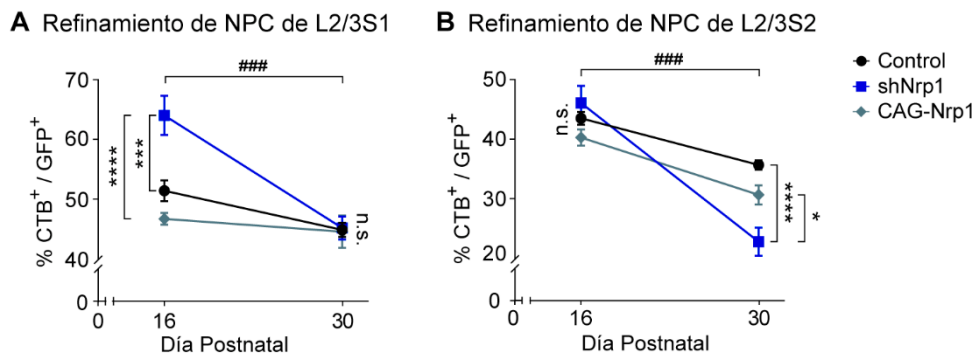 A Refinamiento de NPC de L2/3S1
###
70
60
50
40
0
% CTB+ / GFP+
****
***
n.s.
0
16
30
Día Postnatal
B Refinamiento de NPC de L2/3S2
###
50
40
30
20
0
% CTB+ / GFP+
n.s.
****
*
0
16
30
Día Postnatal
Control
shNrp1
CAG-Nrp1